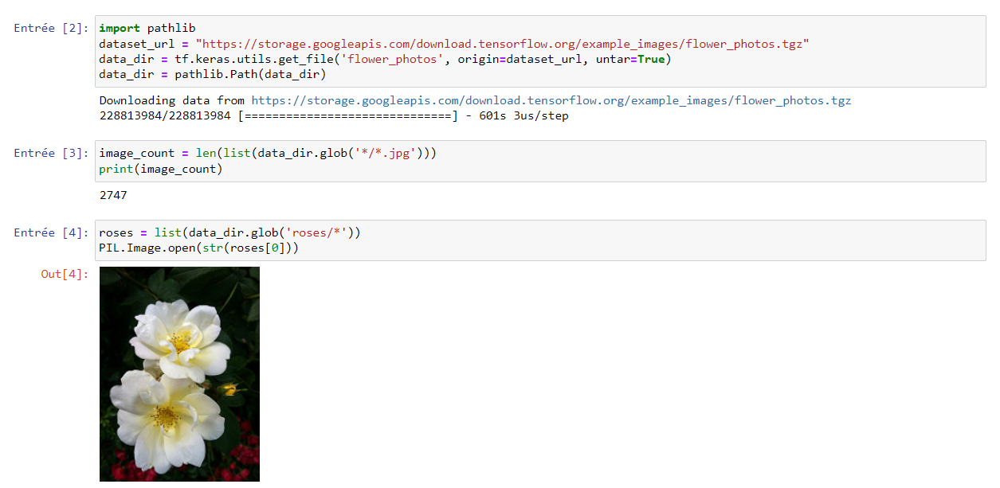 Entrée [2]: import pathlib
dataset_url = "https://storage.googleapis.com/download.tensorflow.org/example_images/flower_photos.tgz"
data_dir = tf.keras.utils.get_file('flower_photos', origin=dataset_url, untar=True)
data_dir = pathlib.Path(data_dir)
Downloading data from https://storage.googleapis.com/download.tensorflow.org/example_images/flower_photos.tgz
228813984/228813984 [==============================] - 601s 3us/step
Entrée [3]: image_count = len(list(data_dir.glob('*/*.jpg')))
print(image_count)
2747
Entrée [4]: roses = list(data_dir.glob('roses/*'))
PIL.Image.open(str(roses[0]))
Out[4]: